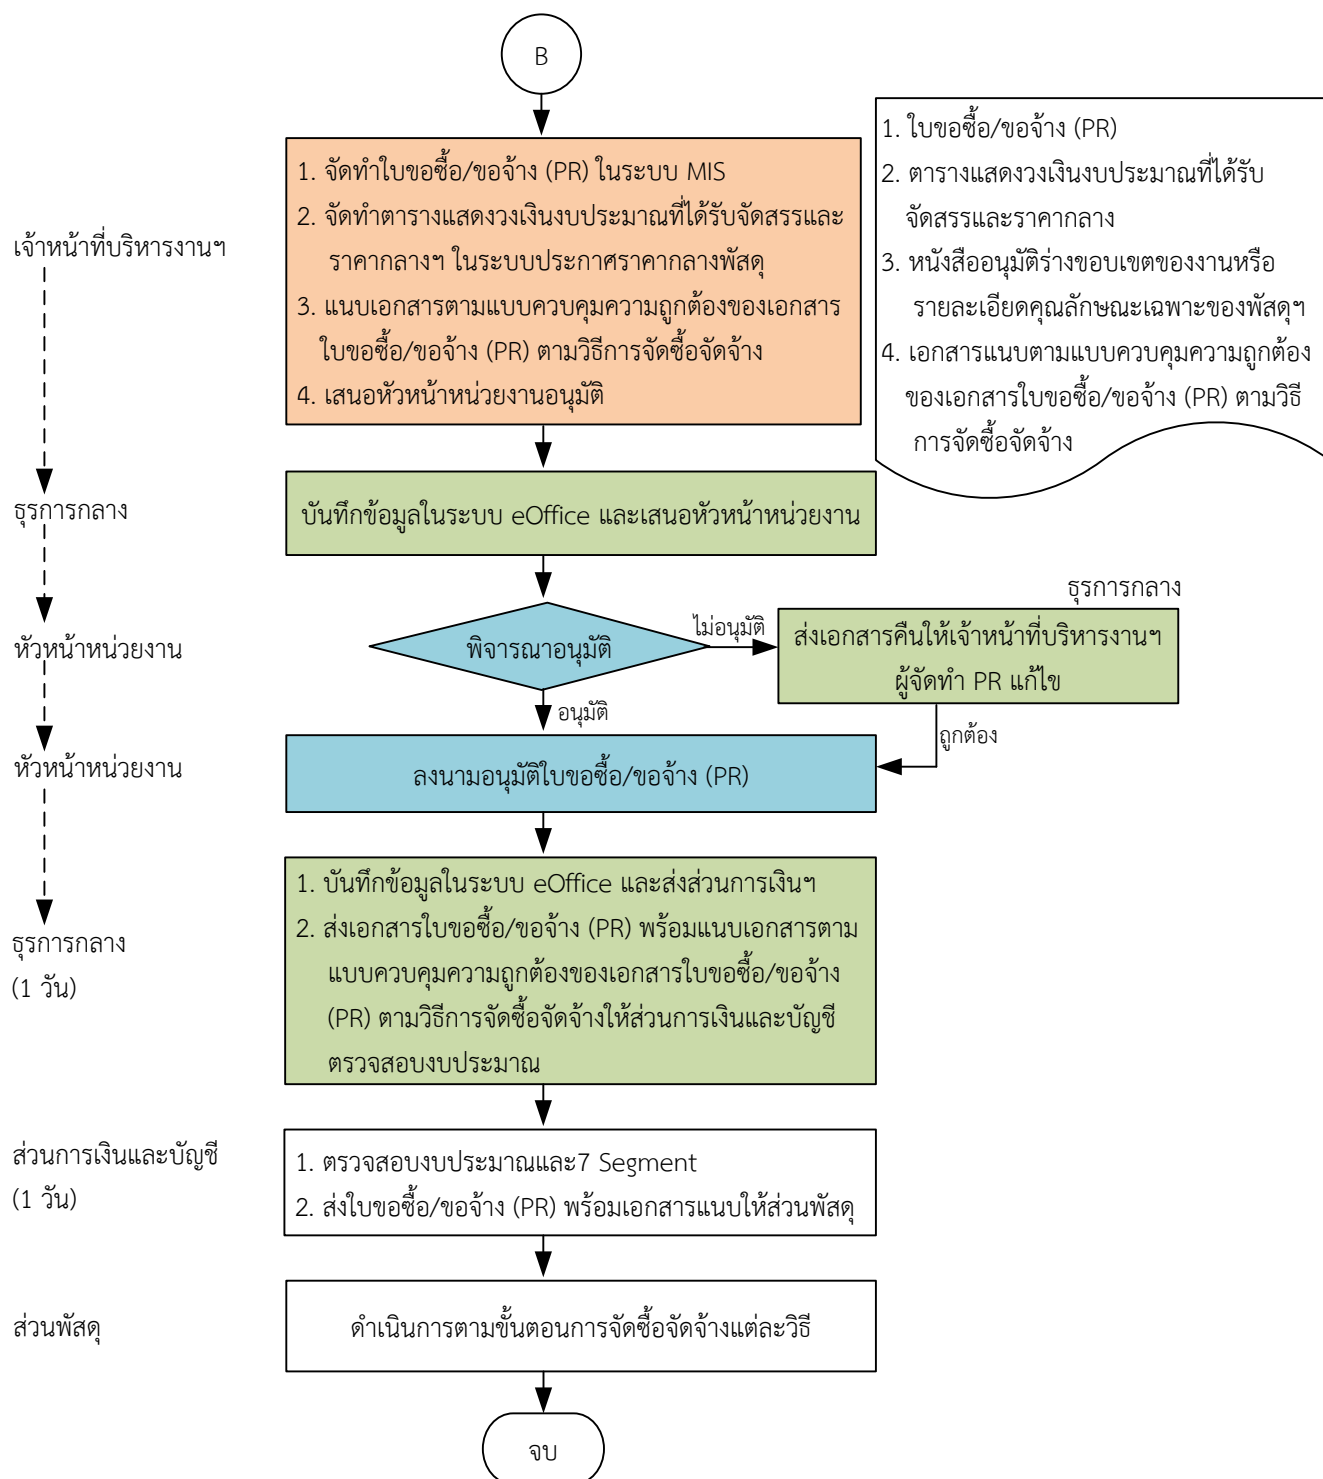 B
1. จัดทำใบขอซื้อ/ขอจ้าง (PR) ในระบบ MIS
2. จัดทำตารางแสดงวงเงินงบประมาณที่ได้รับจัดสรรและ
ราคากลางฯ ในระบบประกาศราคากลางพัสดุ
3. แนบเอกสารตามแบบควบคุมความถูกต้องของเอกสาร
ใบขอซื้อ/ขอจ้าง (PR) ตามวิธีการจัดซื้อจัดจ้าง
4. เสนอหัวหน้าหน่วยงานอนุมัติ
1. ใบขอซื้อ/ขอจ้าง (PR)
2. ตารางแสดงวงเงินงบประมาณที่ได้รับ
จัดสรรและราคากลาง
3. หนังสืออนุมัติร่างขอบเขตของงานหรือ
รายละเอียดคุณลักษณะเฉพาะของพัสดุฯ
4. เอกสารแนบตามแบบควบคุมความถูกต้อง
ของเอกสารใบขอซื้อ/ขอจ้าง (PR) ตามวิธี
การจัดซื้อจัดจ้าง
เจ้าหน้าที่บริหารงานฯ
ธุรการกลาง
บันทึกข้อมูลในระบบ eOffice และเสนอหัวหน้าหน่วยงาน
หัวหน้าหน่วยงาน
พิจารณาอนุมัติ
ไม่อนุมัติ
ธุรการกลาง
ส่งเอกสารคืนให้เจ้าหน้าที่บริหารงานฯ
ผู้จัดทำ PR แก้ไข
อนุมัติ
ถูกต้อง
หัวหน้าหน่วยงาน
ลงนามอนุมัติใบขอซื้อ/ขอจ้าง (PR)
1. บันทึกข้อมูลในระบบ eOffice และส่งส่วนการเงินฯ
2. ส่งเอกสารใบขอซื้อ/ขอจ้าง (PR) พร้อมแนบเอกสารตาม
แบบควบคุมความถูกต้องของเอกสารใบขอซื้อ/ขอจ้าง
(PR) ตามวิธีการจัดซื้อจัดจ้างให้ส่วนการเงินและบัญชี
ตรวจสอบงบประมาณ
ธุรการกลาง
(1 วัน)
ส่วนการเงินและบัญชี
(1 วัน)
1. ตรวจสอบงบประมาณและ7 Segment
2. ส่งใบขอซื้อ/ขอจ้าง (PR) พร้อมเอกสารแนบให้ส่วนพัสดุ
ส่วนพัสดุ
ดำเนินการตามขั้นตอนการจัดซื้อจัดจ้างแต่ละวิธี
จบ